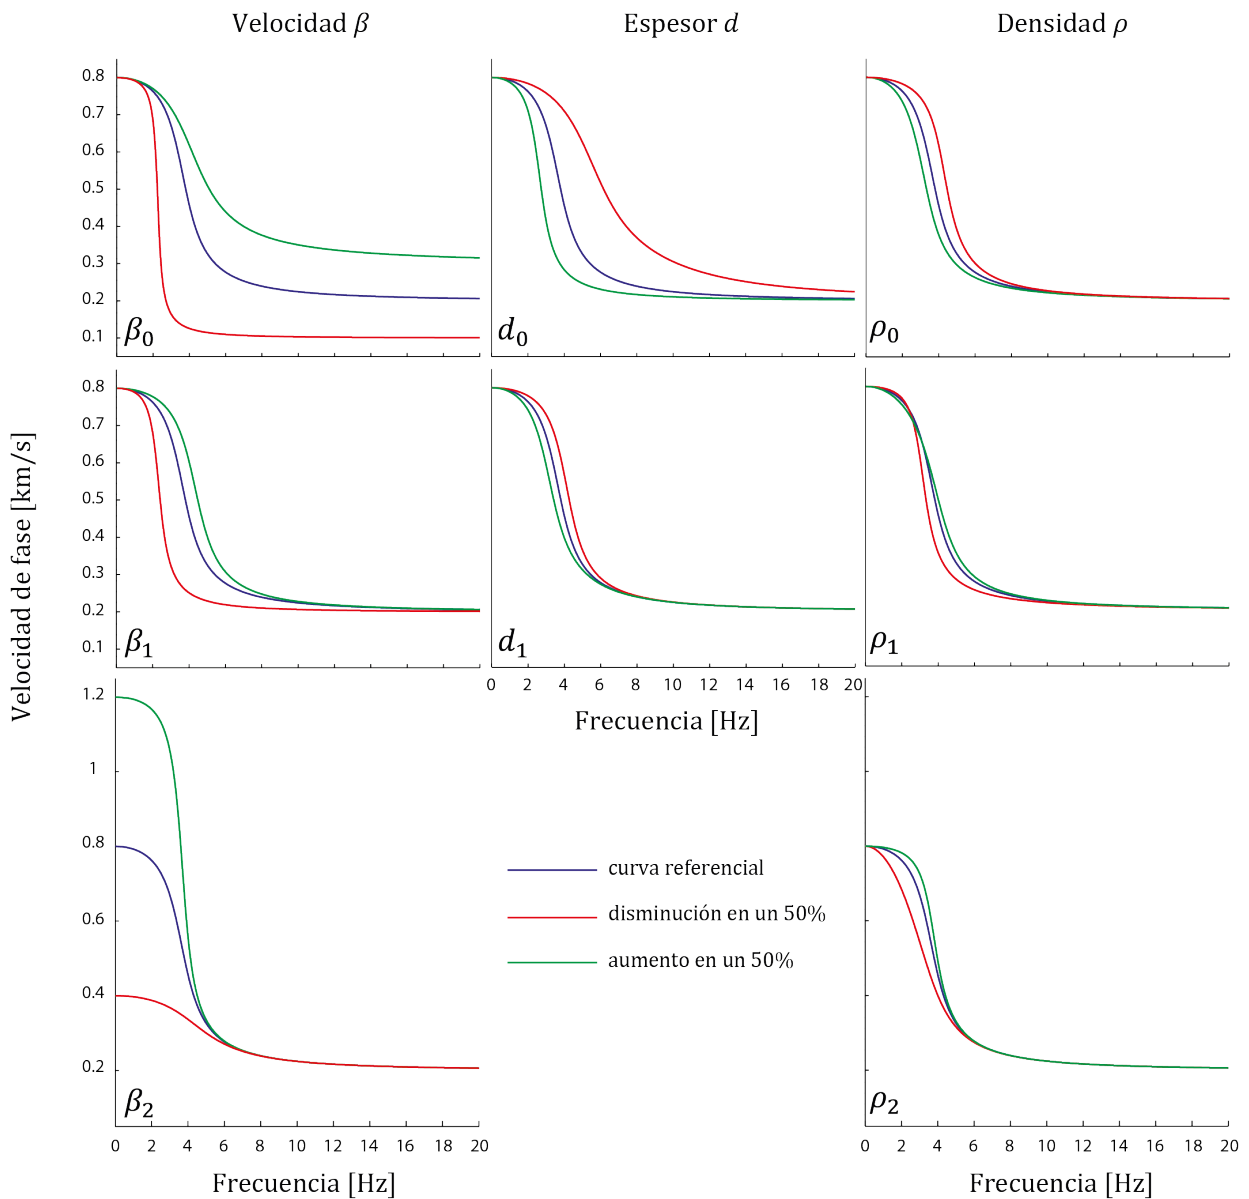 Velocidad β
Espesor d
Densidad ρ
0.8
0.7
0.6
0.5
0.4
0.3
0.2
0.1
β₀
d₀
ρ₀
0.8
0.7
0.6
0.5
0.4
0.3
0.2
0.1
β₁
d₁
ρ₁
0 2 4 6 8 10 12 14 16 18 20
Frecuencia [Hz]
Velocidad de fase [km/s]
1.2
1
0.8
0.6
0.4
0.2
β₂
curva referencial
disminución en un 50%
aumento en un 50%
ρ₂
0 2 4 6 8 10 12 14 16 18 20
0 2 4 6 8 10 12 14 16 18 20
Frecuencia [Hz]
Frecuencia [Hz]